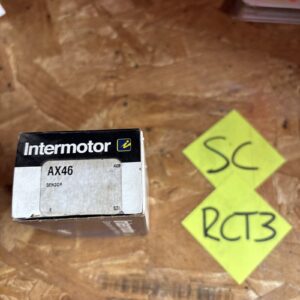 Intermotor
AX46
SENSOR
SC
RCT3